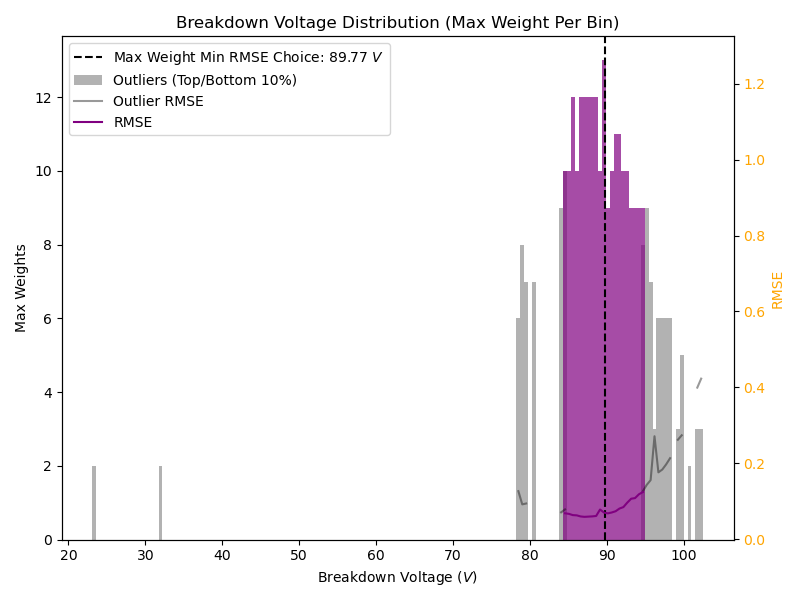 Breakdown Voltage Distribution (Max Weight Per Bin)
Max Weight Min RMSE Choice: 89.77 V
Outliers (Top/Bottom 10%)
Outlier RMSE
RMSE
Max Weights
12
10
8
6
4
2
0
1.2
1.0
0.8
0.6
0.4
0.2
0.0
RMSE
20 30 40 50 60 70 80 90 100
Breakdown Voltage (V)